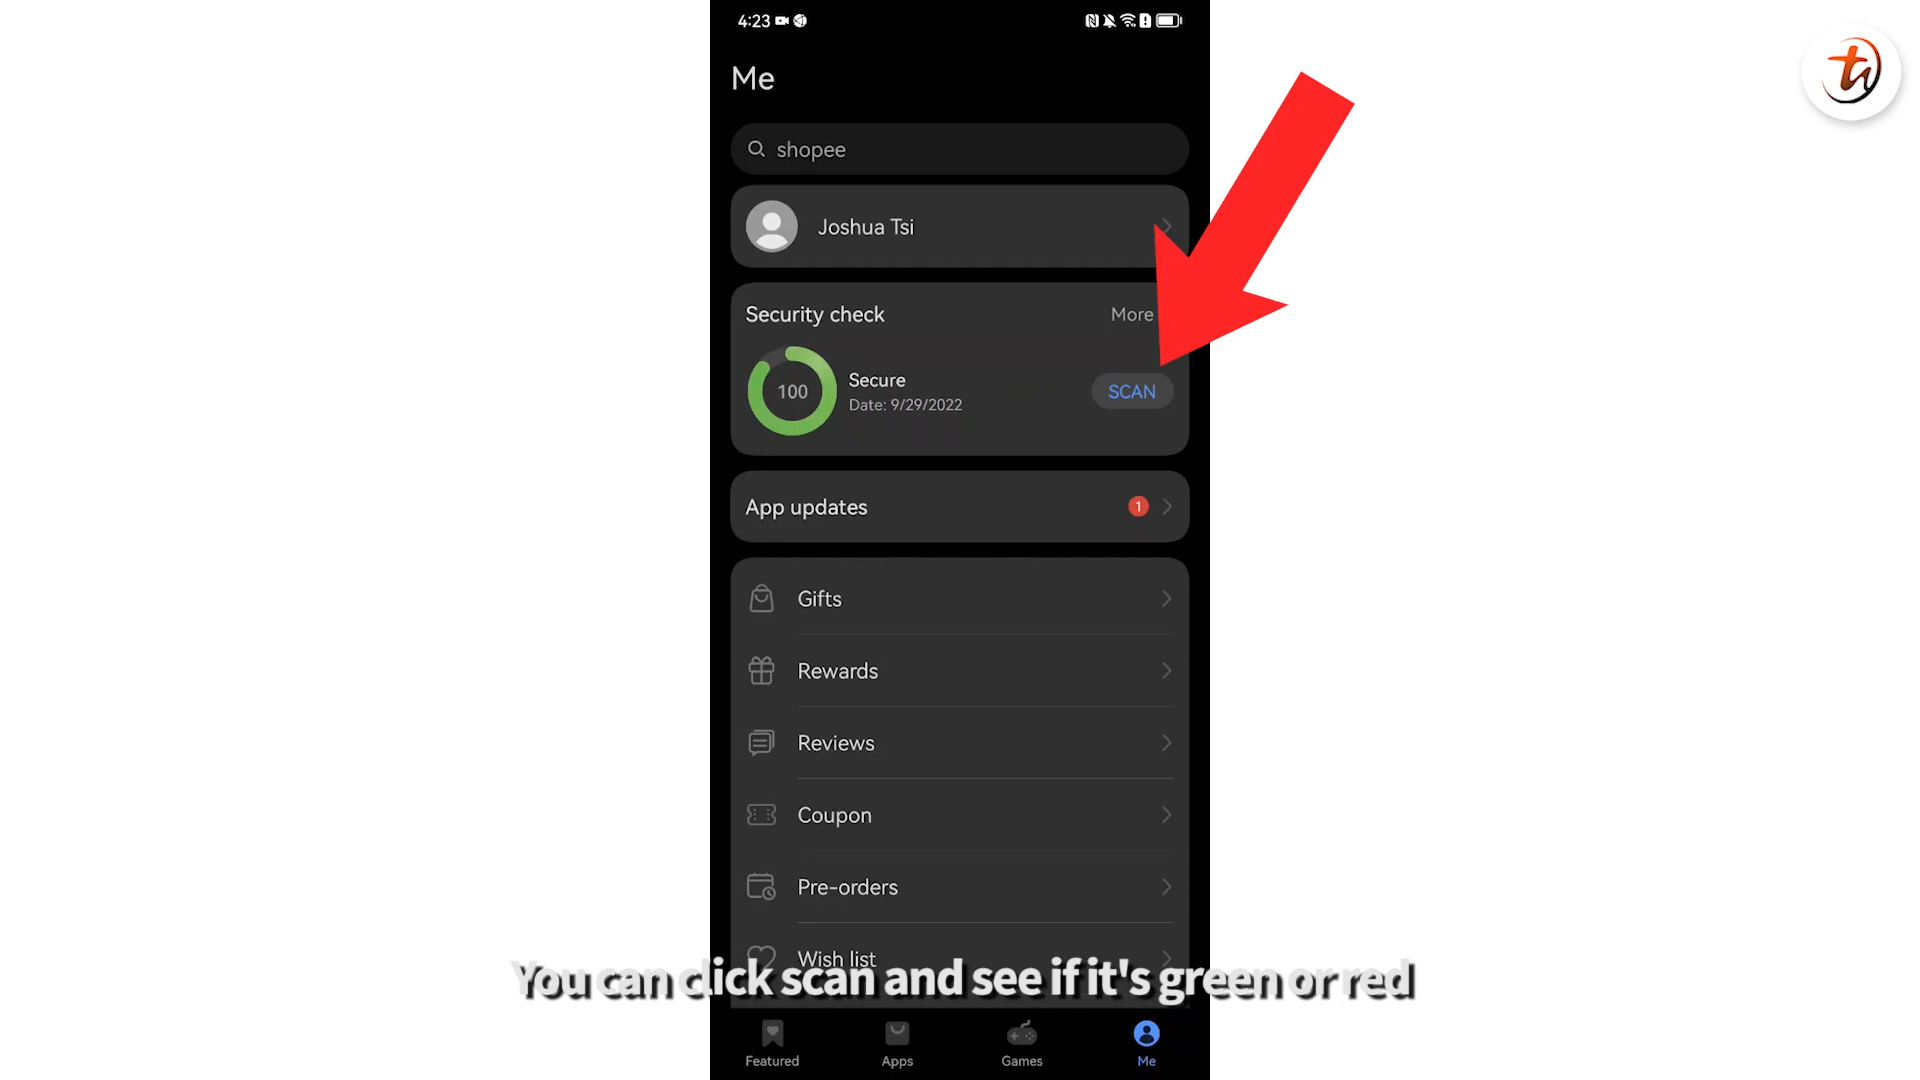 4:23
Me
shopee
Joshua Tsi
Security check
More
100
Secure
SCAN
Date: 9/29/2022
App updates
1
Gifts
Rewards
Reviews
Coupon
Pre-orders
Wish list
You can click scan and see if it's green or red
Featured
Apps
Games
Me